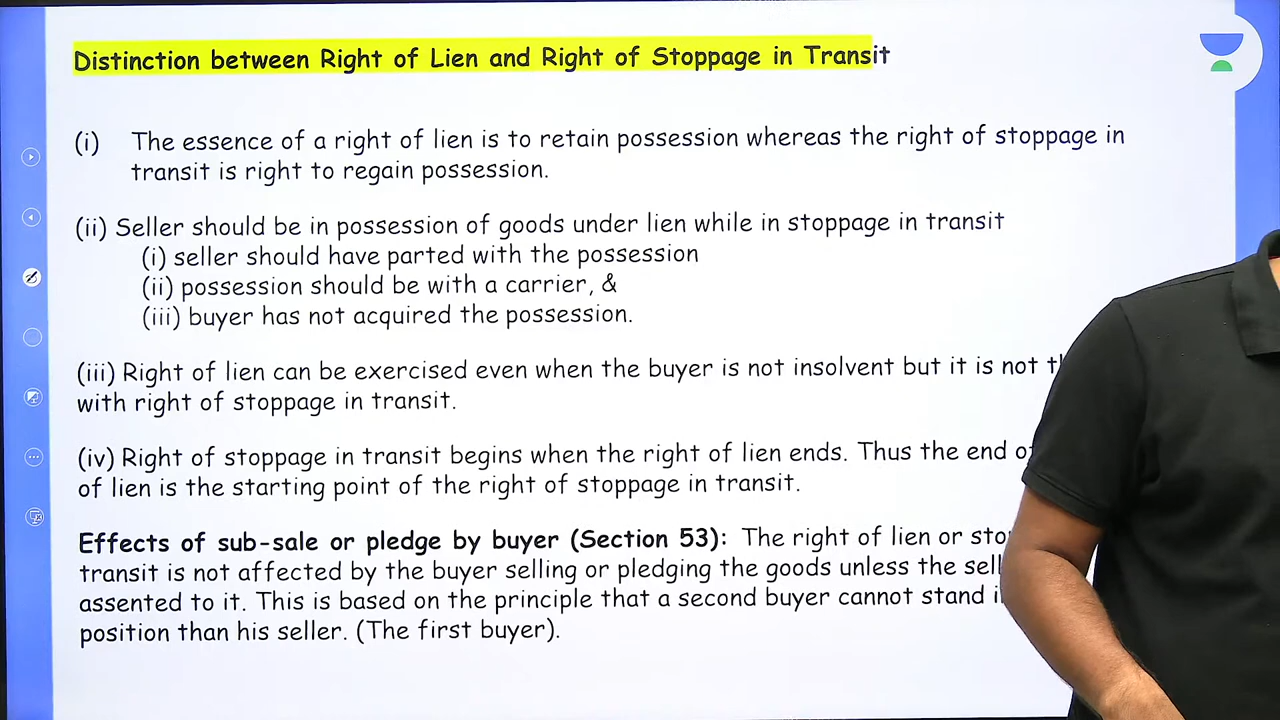 Distinction between Right of Lien and Right of Stoppage in Transit
(i) The essence of a right of lien is to retain possession whereas the right of stoppage in
transit is right to regain possession.
(ii) Seller should be in possession of goods under lien while in stoppage in transit
(i) seller should have parted with the possession
(ii) possession should be with a carrier, &
(iii) buyer has not acquired the possession.
(iii) Right of lien can be exercised even when the buyer is not insolvent but it is not
with right of stoppage in transit.
(iv) Right of stoppage in transit begins when the right of lien ends. Thus the end
of lien is the starting point of the right of stoppage in transit.
Effects of sub-sale or pledge by buyer (Section 53): The right of lien or
transit is not affected by the buyer selling or pledging the goods unless the
assented to it. This is based on the principle that a second buyer cannot stand
position than his seller. (The first buyer).